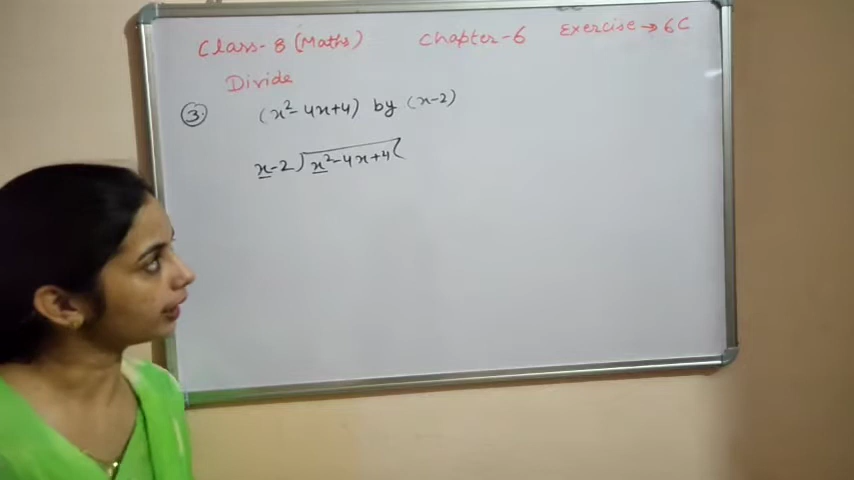 Class-8 (Maths) Chapter-6 Exercise → 6C
Divide
3. (x²-4x+4) by (x-2)
x-2)x²-4x+4(